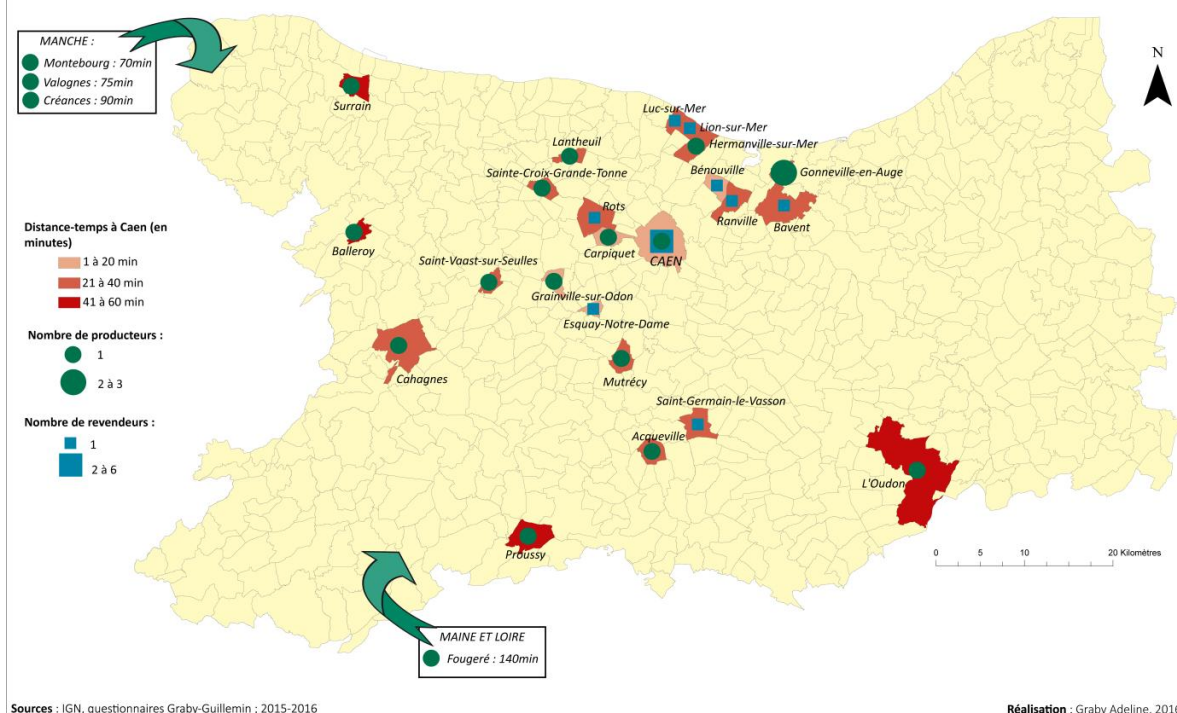 MANCHE :
Montebourg : 70min
Valognes : 75min
Créances : 90min
N
Surrain
Luc-sur-Mer
Lion-sur-Mer
Hermanville-sur-Mer
Lantheuil
Sainte-Croix-Grande-Tonne
Bénouville
Gonneville-en-Auge
Rots
Ranville
Bavent
Carpiquet
CAEN
Balleroy
Saint-Vaast-sur-Seulles
Grainville-sur-Odon
Esquay-Notre-Dame
Cahagnes
Mutrécy
Saint-Germain-le-Vasson
Acqueville
L'Oudon
Proussy
Distance-temps à Caen (en
minutes)
1 à 20 min
21 à 40 min
41 à 60 min
Nombre de producteurs :
1
2 à 3
Nombre de revendeurs :
1
2 à 6
0 5 10 20 Kilomètres
MAINE ET LOIRE
Fougeré : 140min
Sources : IGN, questionnaires Graby-Guillemin ; 2015-2016
Réalisation : Graby Adeline, 2016